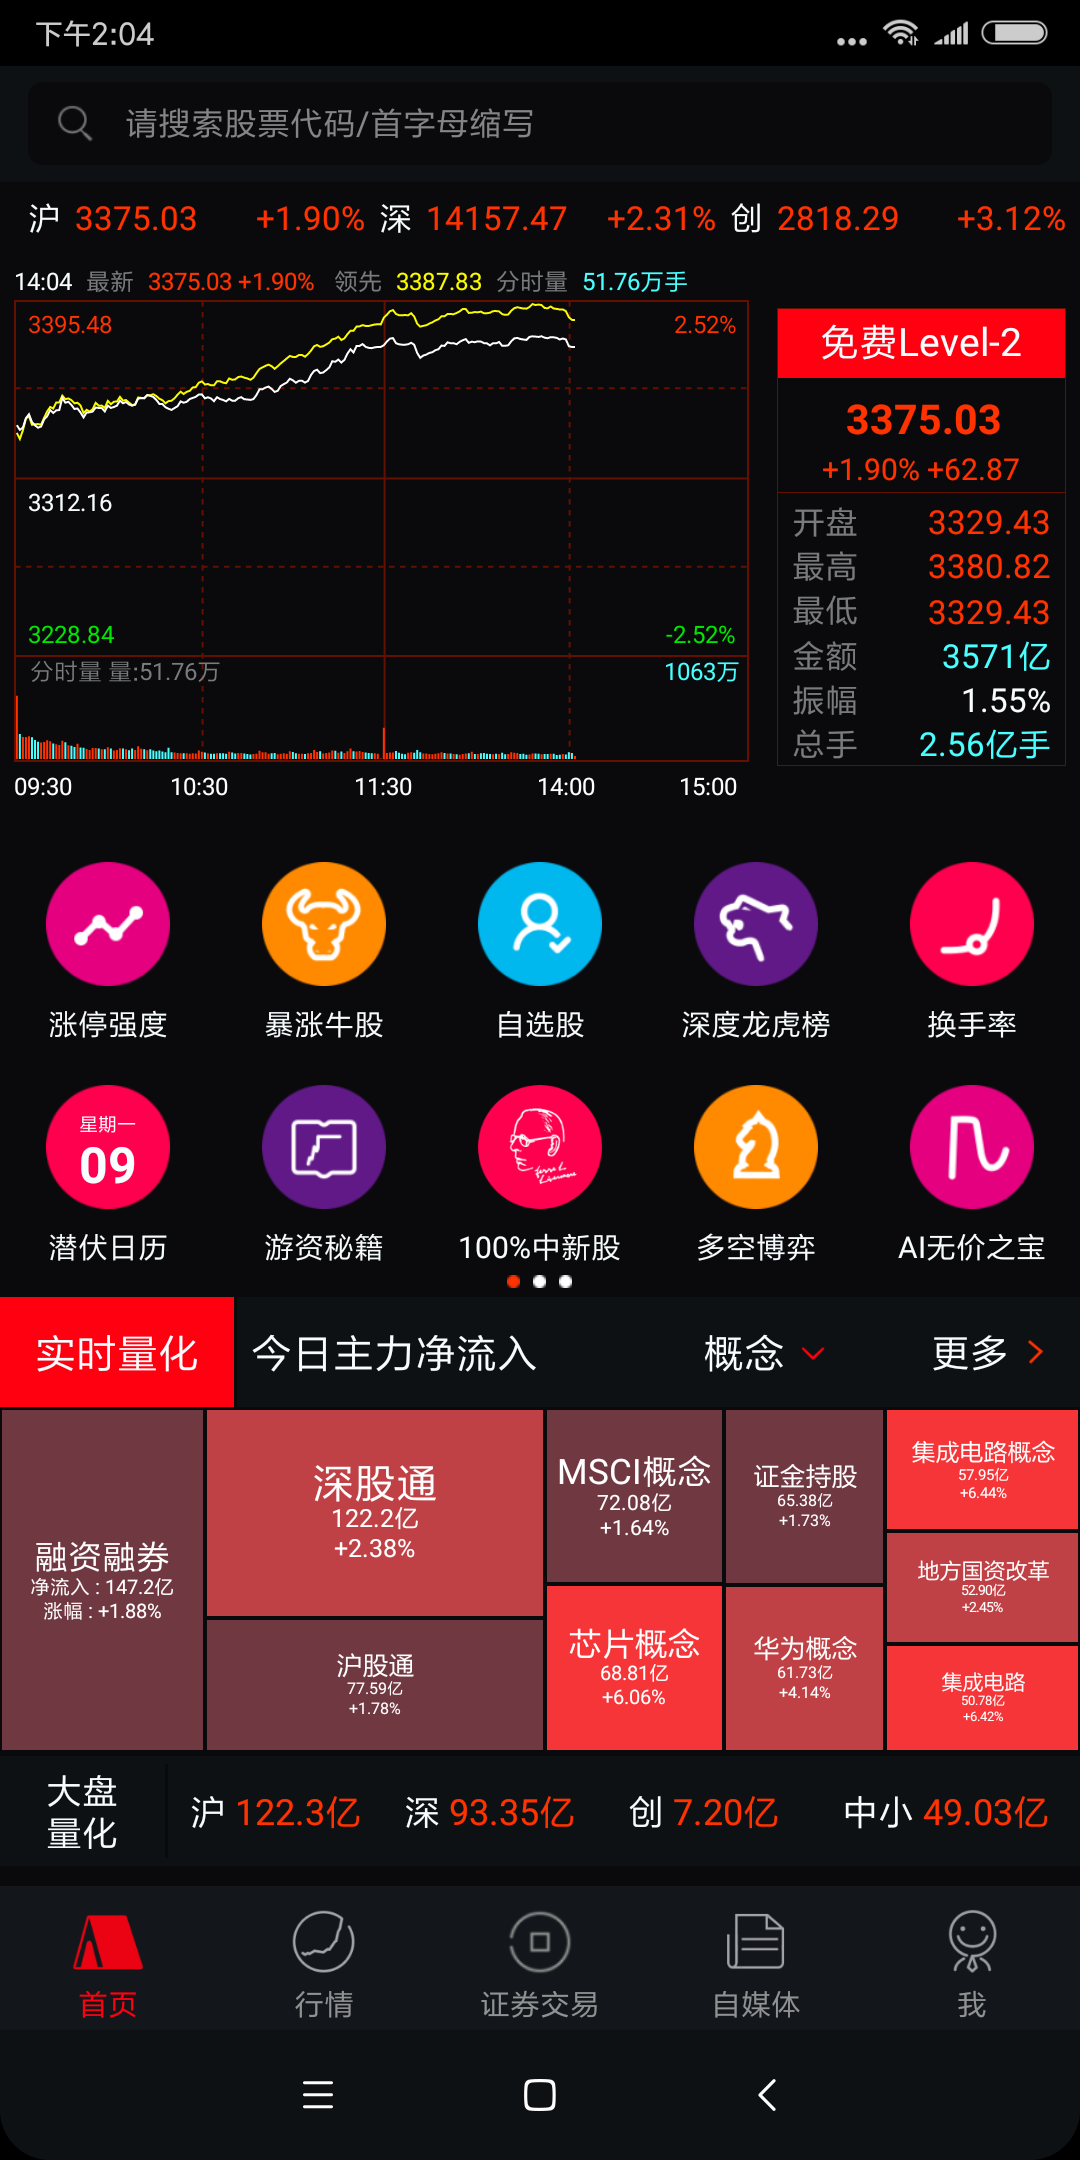 下午2:04
请搜索股票代码/首字母缩写
沪 3375.03 +1.90% 深 14157.47 +2.31% 创 2818.29 +3.12%
14:04 最新 3375.03 +1.90% 领先 3387.83 分时量 51.76万手
3395.48 2.52%
3312.16
3228.84 -2.52%
分时量 量:51.76万 1063万
09:30 10:30 11:30 14:00 15:00
免费Level-2
3375.03
+1.90% +62.87
开盘 3329.43
最高 3380.82
最低 3329.43
金额 3571亿
振幅 1.55%
总手 2.56亿手
涨停强度 暴涨牛股 自选股 深度龙虎榜 换手率
星期一
09
潜伏日历 游资秘籍 100%中新股 多空博弈 AI无价之宝
实时量化 今日主力净流入 概念 更多
融资融券
净流入 : 147.2亿
涨幅 : +1.88%
深股通
122.2亿
+2.38%
沪股通
77.59亿
+1.78%
MSCI概念
72.08亿
+1.64%
芯片概念
68.81亿
+6.06%
证金持股
65.38亿
+1.73%
华为概念
61.73亿
+4.14%
集成电路概念
57.95亿
+6.44%
地方国资改革
52.90亿
+2.45%
集成电路
50.78亿
+6.42%
大盘
量化
沪 122.3亿 深 93.35亿 创 7.20亿 中小 49.03亿
首页 行情 证券交易 自媒体 我